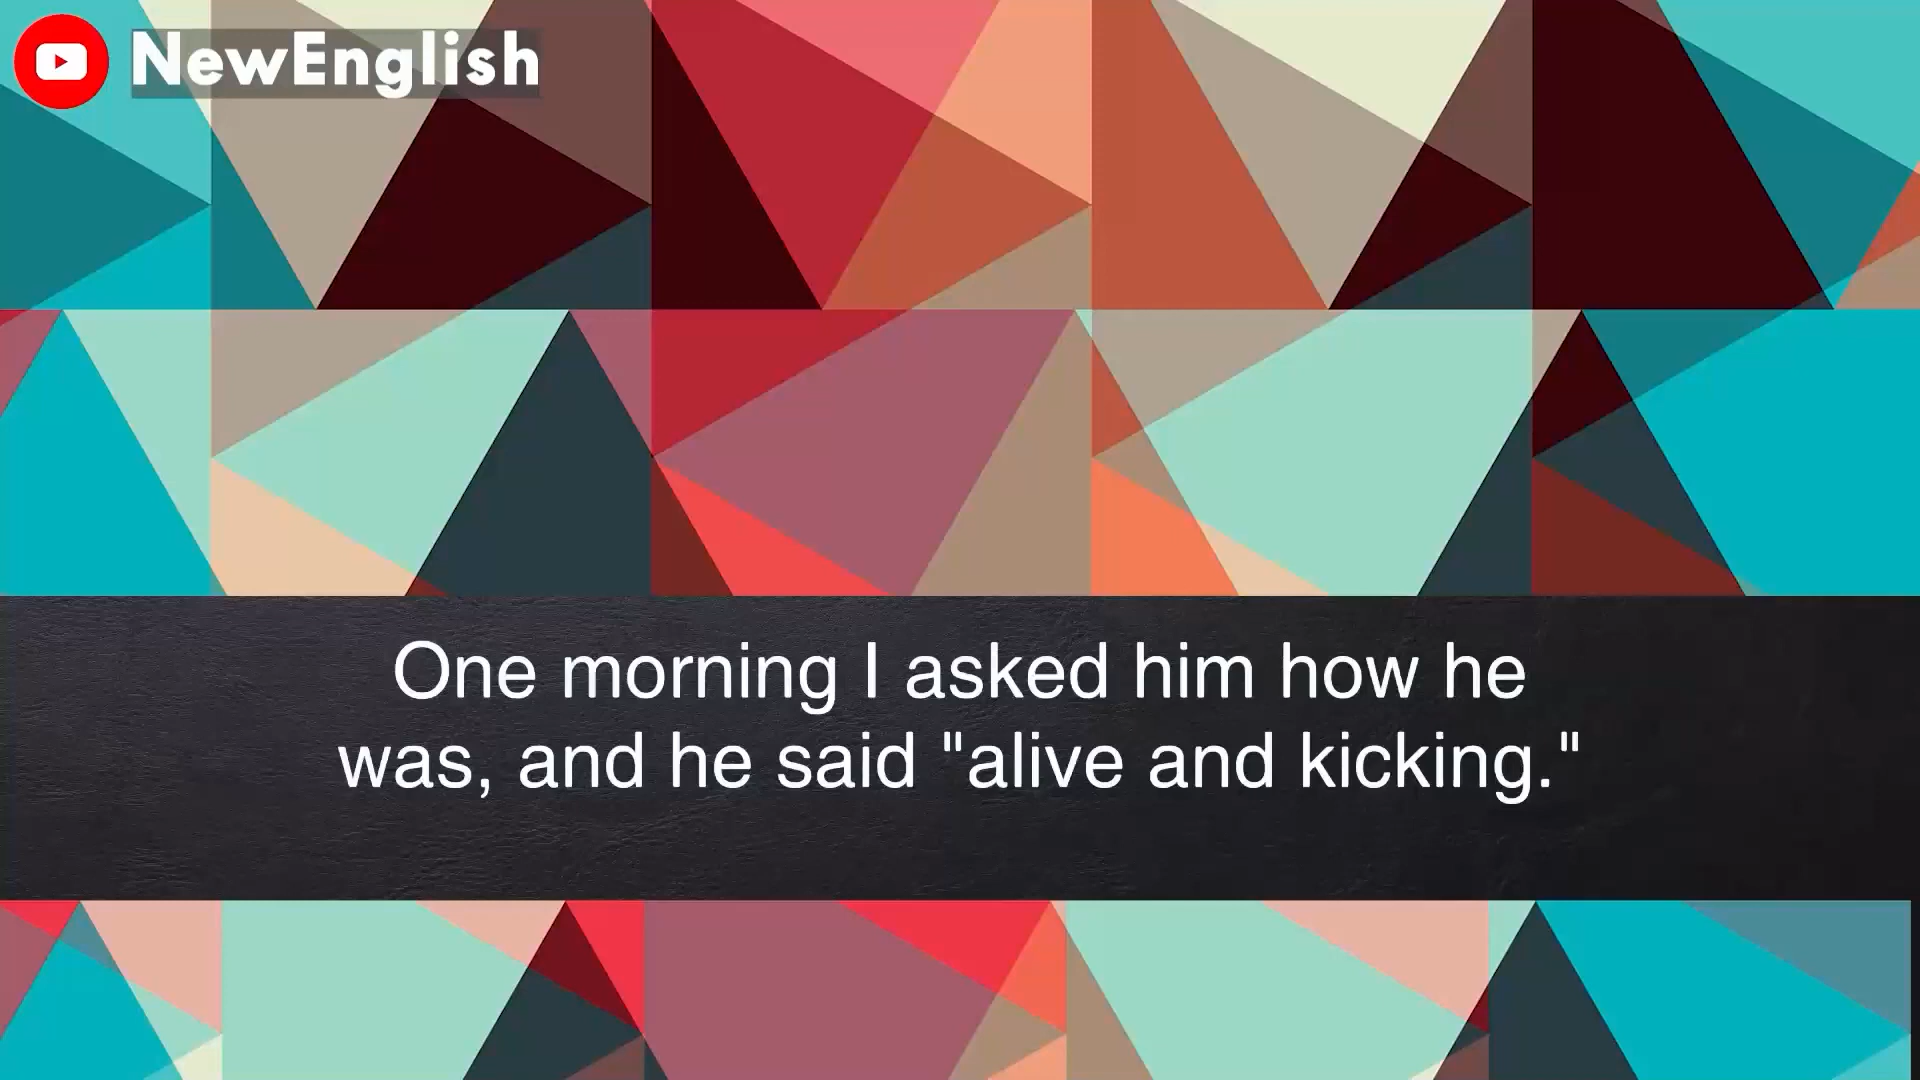 NewEnglish
One morning I asked him how he
was, and he said "alive and kicking."